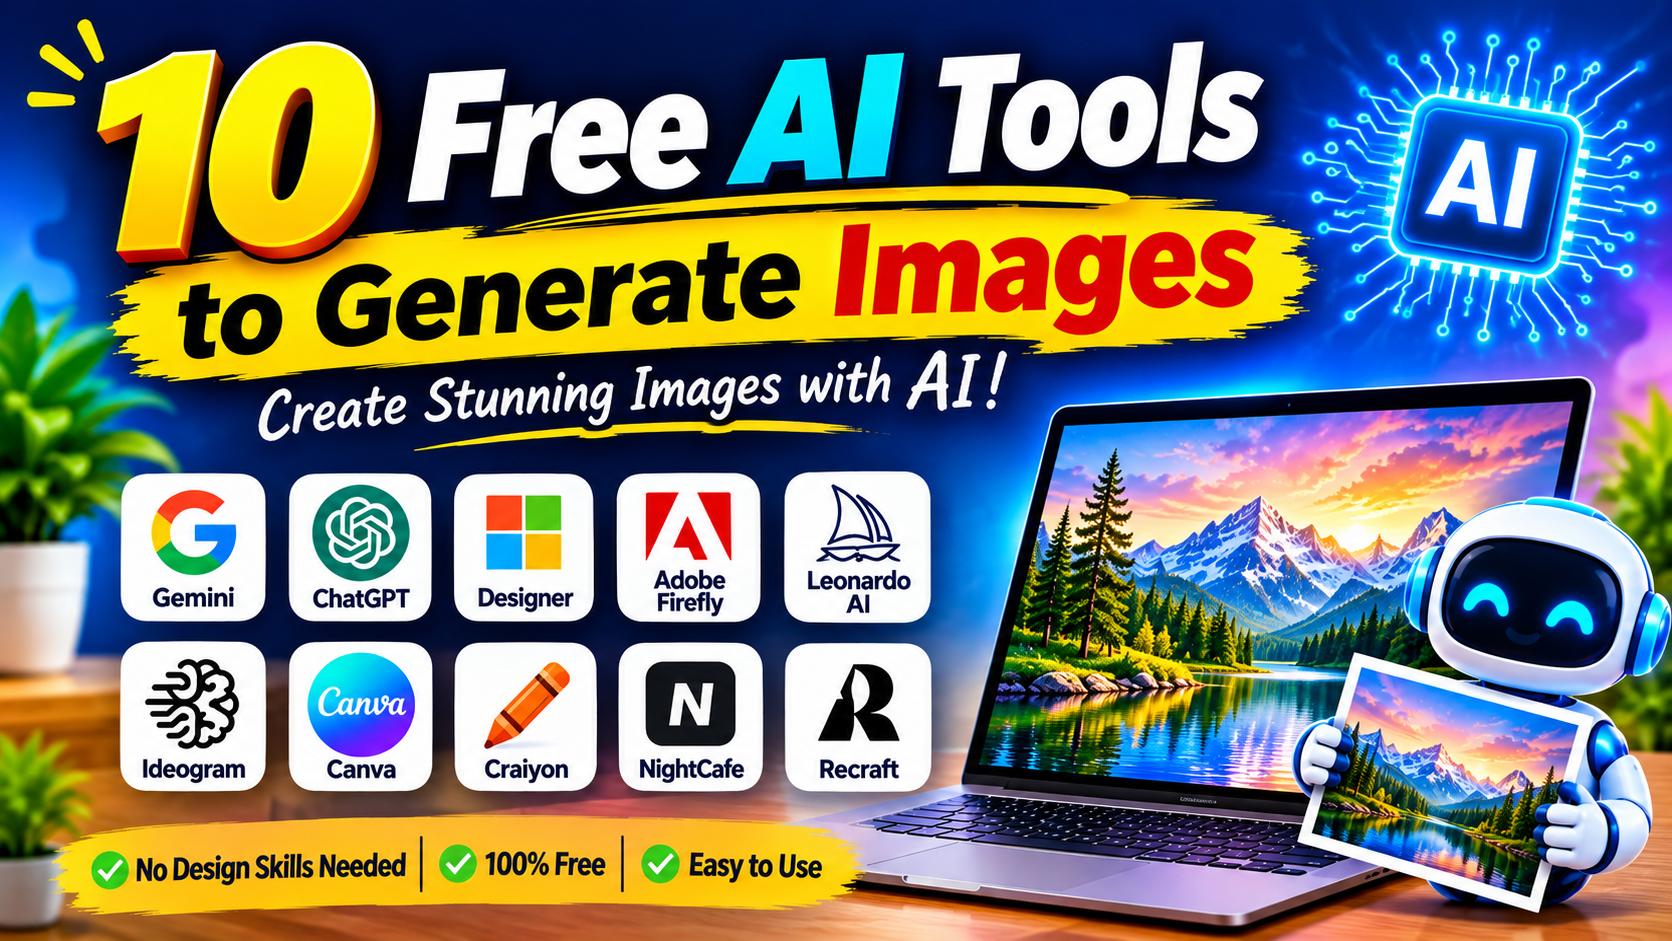 10 Free AI Tools
to Generate Images
Create Stunning Images with AI!
AI
Gemini
ChatGPT
Designer
Adobe
Firefly
Leonardo
AI
Ideogram
Canva
Canva
Craiyon
N
NightCafe
R
Recraft
No Design Skills Needed
100% Free
Easy to Use